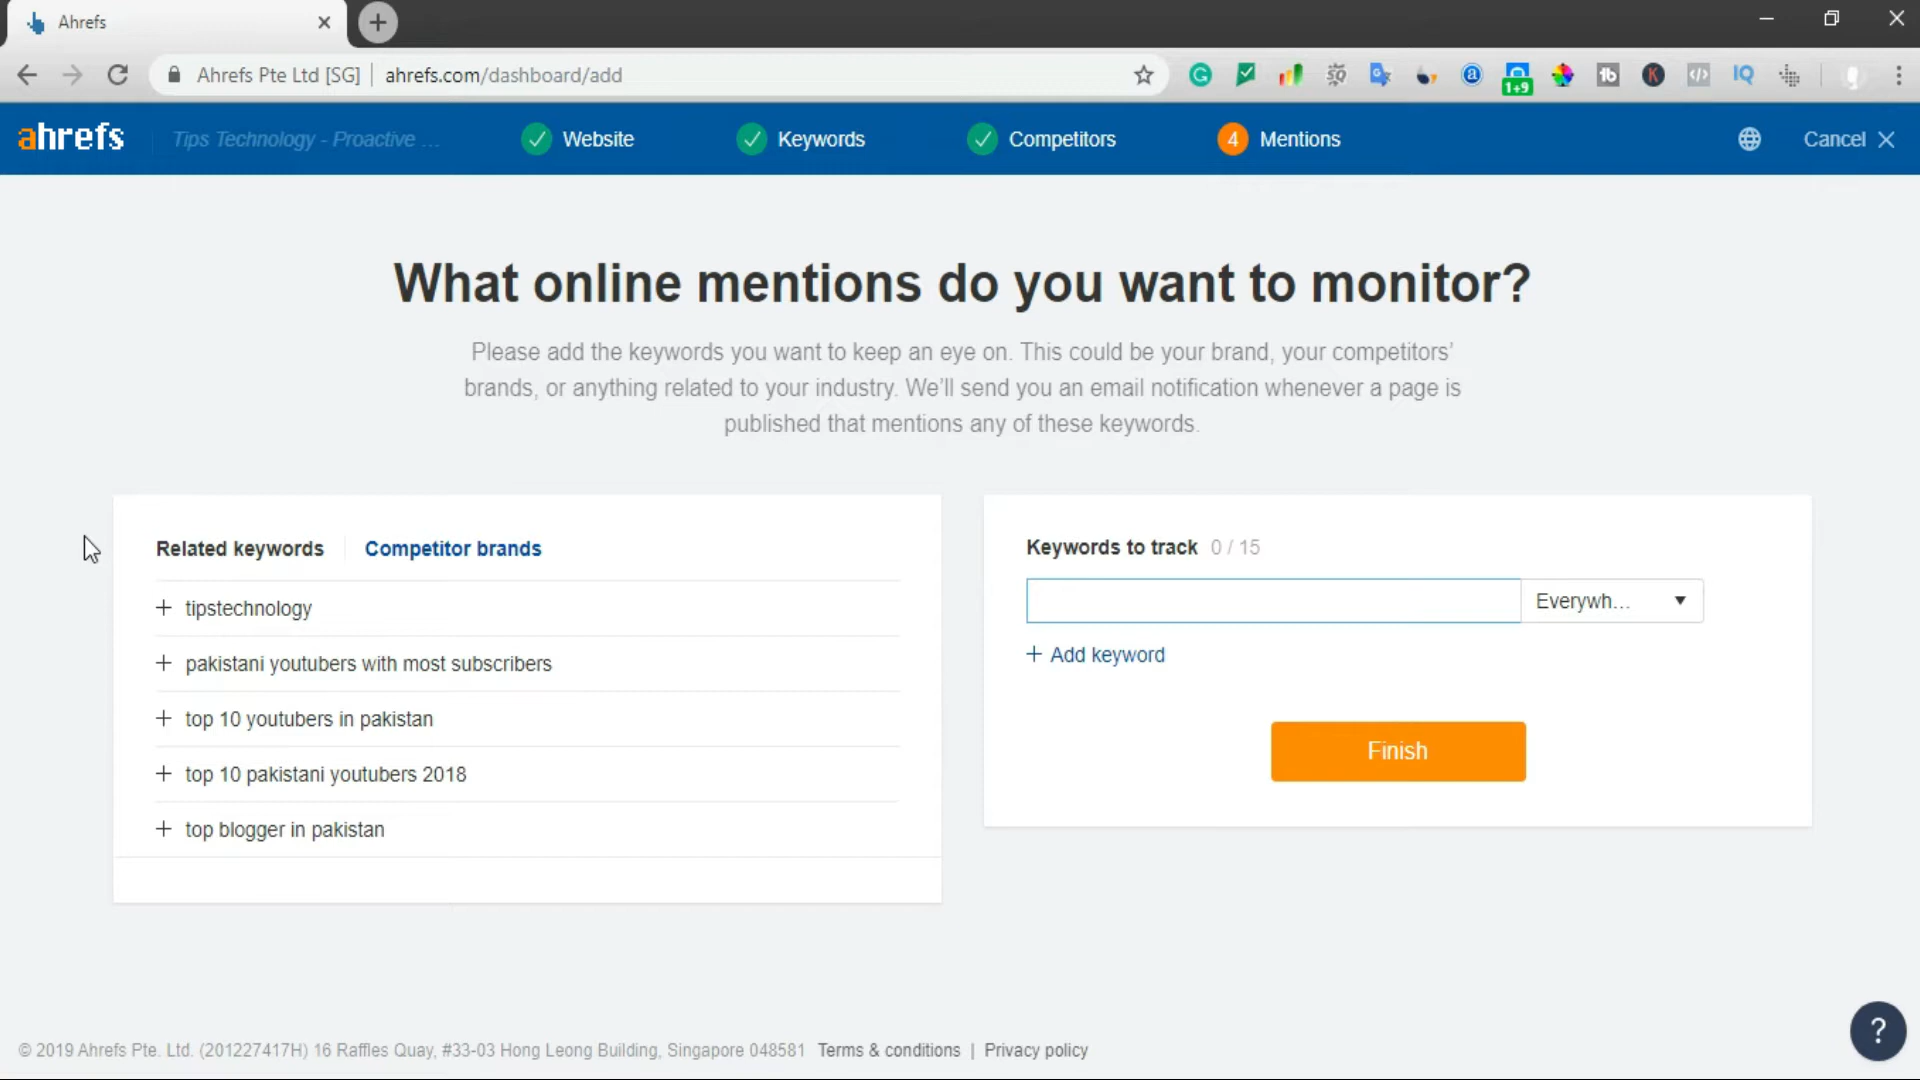 Ahrefs
Ahrefs Pte Ltd [SG] ahrefs.com/dashboard/add
1+9
ahrefs Tips Technology - Proactive ... Website Keywords Competitors 4 Mentions Cancel
What online mentions do you want to monitor?
Please add the keywords you want to keep an eye on. This could be your brand, your competitors’
brands, or anything related to your industry. We’ll send you an email notification whenever a page is
published that mentions any of these keywords.
Related keywords Competitor brands
+ tipstechnology
+ pakistani youtubers with most subscribers
+ top 10 youtubers in pakistan
+ top 10 pakistani youtubers 2018
+ top blogger in pakistan
Keywords to track 0 / 15
Everywh...
+ Add keyword
Finish
?
© 2019 Ahrefs Pte. Ltd. (201227417H) 16 Raffles Quay, #33-03 Hong Leong Building, Singapore 048581 Terms & conditions | Privacy policy